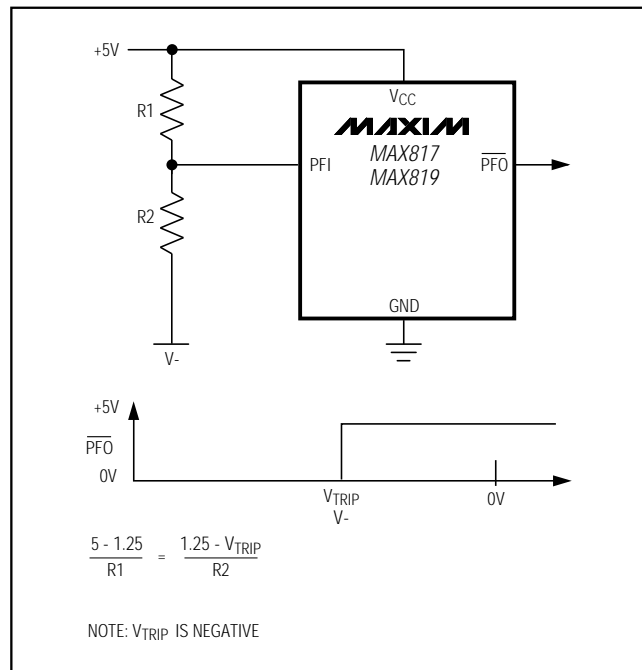 +5V
R1
VCC
MAXIM
MAX817
MAX819
PFI
PFO
R2
GND
V-
+5V
PFO
0V
VTRIP
V-
0V
5 - 1.25 / R1 = 1.25 - VTRIP / R2
NOTE: VTRIP IS NEGATIVE